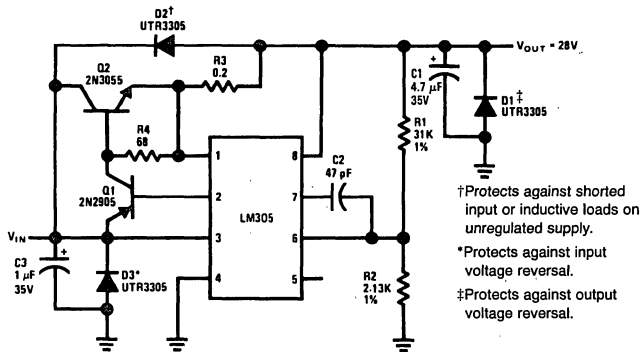 D2†
UTR3305
Q2
2N3055
R3
0.2
VOUT = 28V
C1
4.7 µF
35V
+
D1‡
UTR3305
R4
68
R1
31K
1%
C2
47 pF
1
8
2
7
LM305
3
6
4
5
Q1
2N2905
VIN
C3
1 µF
35V
+
D3*
UTR3305
R2
2.13K
1%
†Protects against shorted
input or inductive loads on
unregulated supply.
*Protects against input
voltage reversal.
‡Protects against output
voltage reversal.